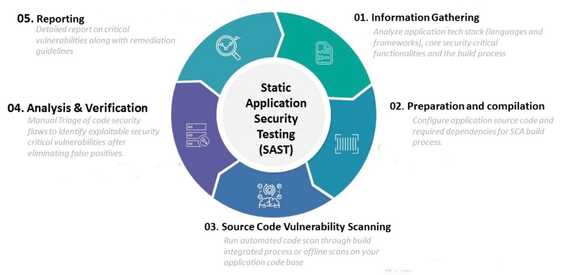 05. Reporting
Detailed report on critical
vulnerabilities along with remediation
guidelines
01. Information Gathering
Analyze application tech stack (languages and
frameworks), core security critical
functionalities and the build process
Static
Application
Security
Testing
(SAST)
04. Analysis & Verification
Manual Triage of code security
flaws to identify exploitable security
critical vulnerabilities after
eliminating false positives.
02. Preparation and compilation
Configure application source code and
required dependencies for SCA build
process.
03. Source Code Vulnerability Scanning
Run automated code scan through build
integrated process or offline scans on your
application code base